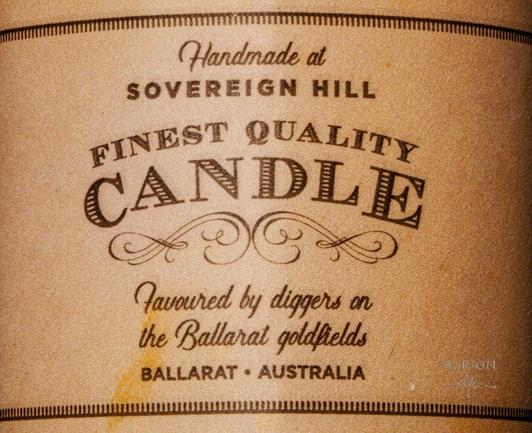 Handmade at
SOVEREIGN HILL
FINEST QUALITY
CANDLE
Favoured by diggers on
the Ballarat goldfields
BALLARAT • AUSTRALIA